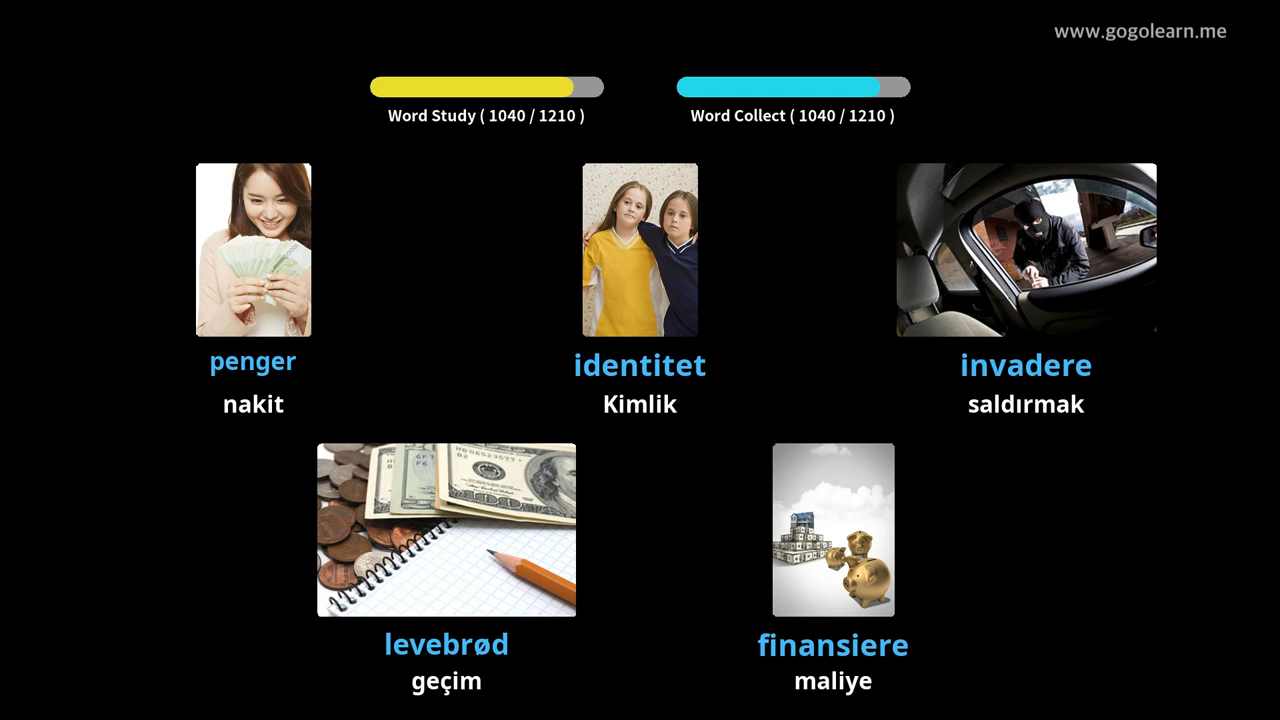 www.gogolearn.me
Word Study ( 1040 / 1210 )
Word Collect ( 1040 / 1210 )
penger
identitet
invadere
nakit
Kimlik
saldırmak
levebrød
finansiere
geçim
maliye